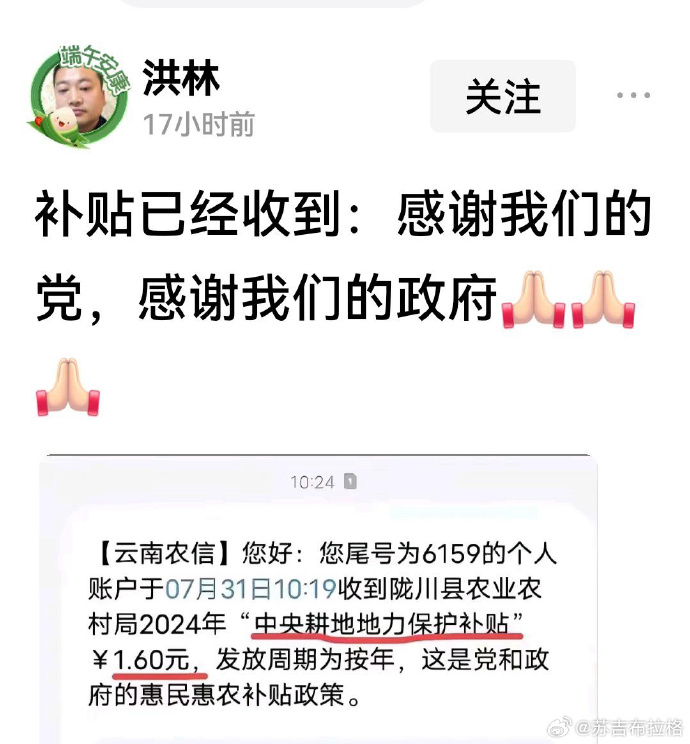 端午安康
洪林
17小时前
关注
补贴已经收到：感谢我们的
党，感谢我们的政府🙏🏻🙏🏻
🙏🏻
10:24
【云南农信】您好：您尾号为6159的个人
账户于07月31日10:19收到陇川县农业农
村局2024年“中央耕地地力保护补贴”
￥1.60元，发放周期为按年，这是党和政
府的惠民惠农补贴政策。
@苏吉布拉格